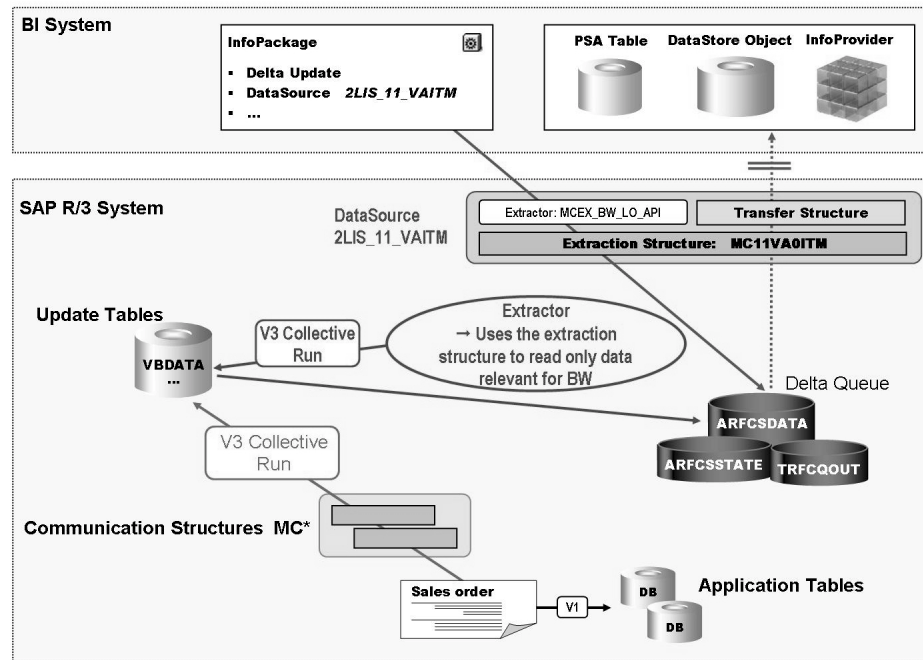 BI System
InfoPackage
▪ Delta Update
▪ DataSource 2LIS_11_VAITM
▪ ...
PSA Table
DataStore Object
InfoProvider
SAP R/3 System
DataSource
2LIS_11_VAITM
Extractor: MCEX_BW_LO_API
Transfer Structure
Extraction Structure: MC11VA0ITM
Update Tables
VBDATA
...
V3 Collective
Run
Extractor
→ Uses the extraction
structure to read only data
relevant for BW
Delta Queue
ARFCSDATA
ARFCSSTATE
TRFCQOUT
V3 Collective
Run
Communication Structures MC*
Sales order
V1
DB
DB
Application Tables